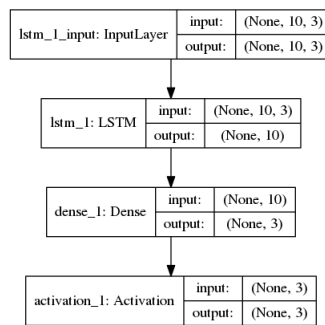 lstm_1_input: InputLayer
input: (None, 10, 3)
output: (None, 10, 3)
lstm_1: LSTM
input: (None, 10, 3)
output: (None, 10)
dense_1: Dense
input: (None, 10)
output: (None, 3)
activation_1: Activation
input: (None, 3)
output: (None, 3)